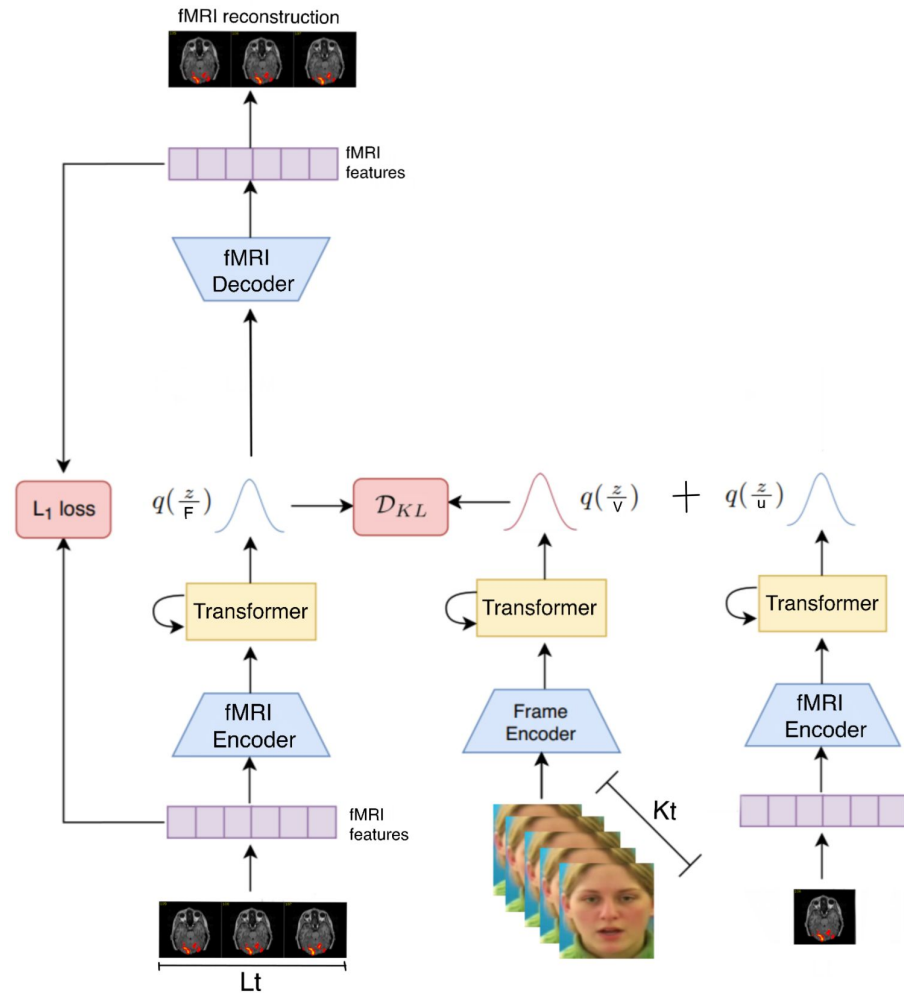 fMRI reconstruction
fMRI
features
fMRI
Decoder
L₁ loss
q(z/F)
D_KL
q(z/V)
+
q(z/u)
Transformer
Transformer
Transformer
fMRI
Encoder
Frame
Encoder
fMRI
Encoder
fMRI
features
Kt
Lt